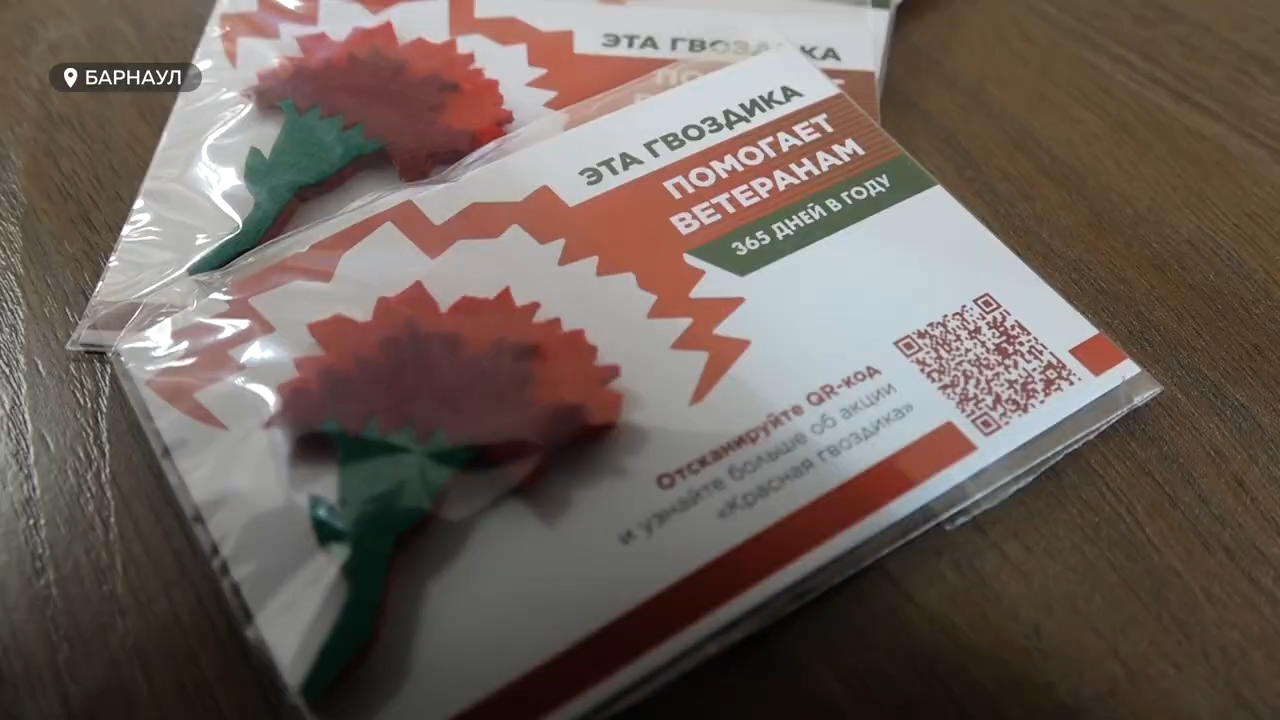 БАРНАУЛ
ЭТА ГВОЗДИКА
ЭТА ГВОЗДИКА
ПОМОГАЕТ
ВЕТЕРАНАМ
365 ДНЕЙ В ГОДУ
Отсканируйте QR-код
и узнайте больше об акции
«Красная гвоздика»